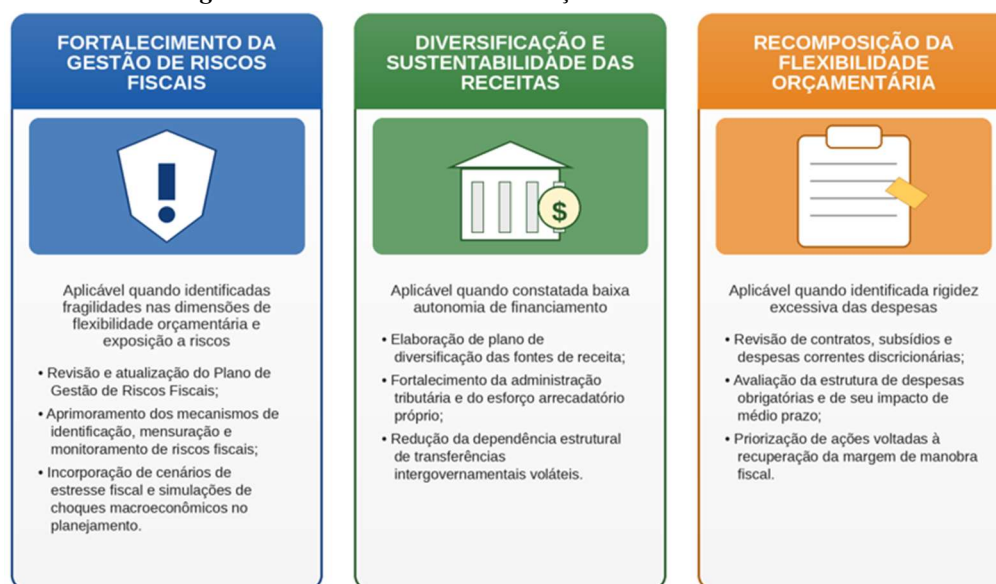 FORTALECIMENTO DA
GESTÃO DE RISCOS
FISCAIS
Aplicável quando identificadas
fragilidades nas dimensões de
flexibilidade orçamentária e
exposição a riscos
• Revisão e atualização do Plano de
Gestão de Riscos Fiscais;
• Aprimoramento dos mecanismos de
identificação, mensuração e
monitoramento de riscos fiscais;
• Incorporação de cenários de
estresse fiscal e simulações de
choques macroeconômicos no
planejamento.
DIVERSIFICAÇÃO E
SUSTENTABILIDADE DAS
RECEITAS
$
Aplicável quando constatada baixa
autonomia de financiamento
• Elaboração de plano de
diversificação das fontes de receita;
• Fortalecimento da administração
tributária e do esforço arrecadatório
próprio;
• Redução da dependência estrutural
de transferências
intergovernamentais voláteis.
RECOMPOSIÇÃO DA
FLEXIBILIDADE
ORÇAMENTÁRIA
Aplicável quando identificada rigidez
excessiva das despesas
• Revisão de contratos, subsídios e
despesas correntes discricionárias;
• Avaliação da estrutura de despesas
obrigatórias e de seu impacto de
médio prazo;
• Priorização de ações voltadas à
recuperação da margem de manobra
fiscal.